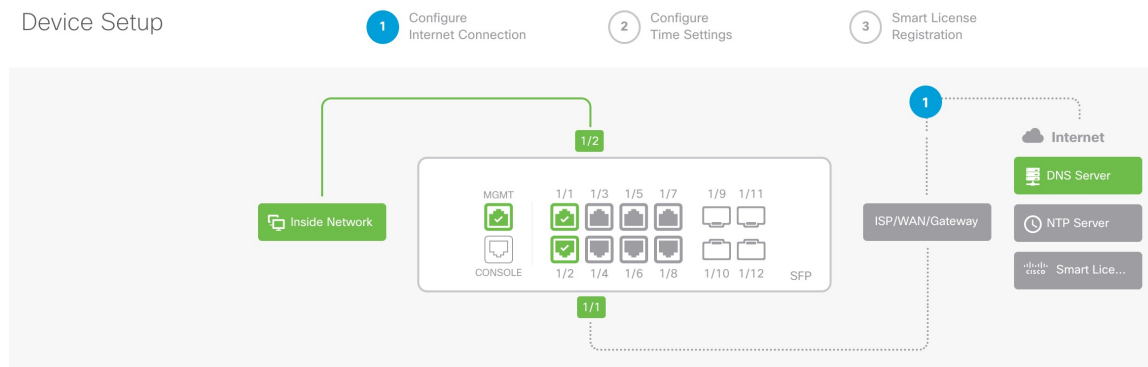 Device Setup
1
Configure
Internet Connection
2
Configure
Time Settings
3
Smart License
Registration
1
1/2
Internet
MGMT
1/1 1/3 1/5 1/7 1/9 1/11
DNS Server
Inside Network
ISP/WAN/Gateway
NTP Server
CONSOLE
1/2 1/4 1/6 1/8 1/10 1/12
SFP
cisco Smart Lice...
1/1